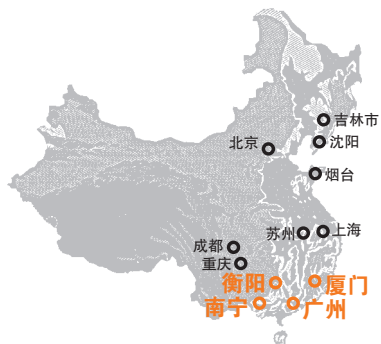 吉林市
沈阳
北京
烟台
苏州
上海
成都
重庆
衡阳
厦门
南宁
广州